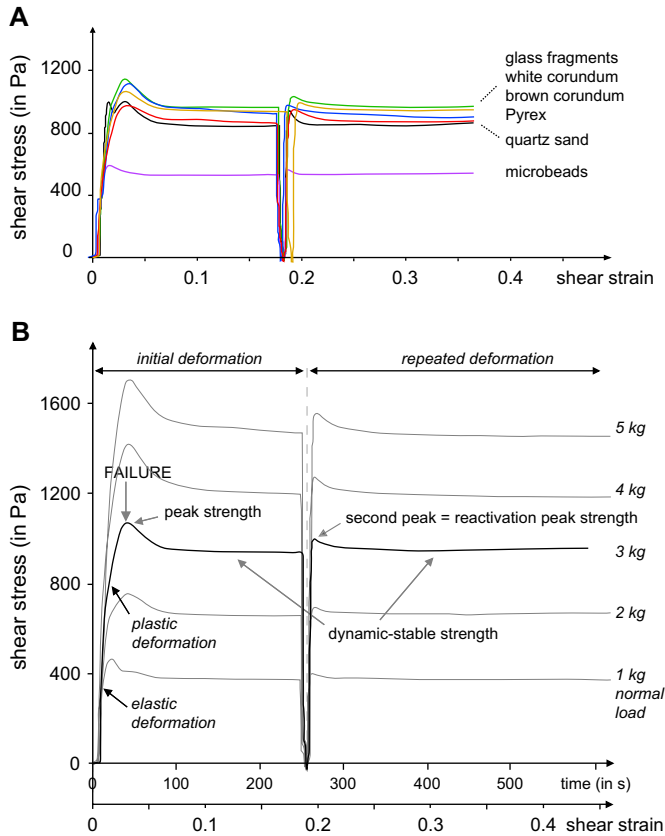 A
shear stress (in Pa)
1200
800
400
0
0
0.1
0.2
0.3
0.4
shear strain
glass fragments
white corundum
brown corundum
Pyrex
quartz sand
microbeads
B
initial deformation
repeated deformation
shear stress (in Pa)
1600
1200
800
400
0
FAILURE
peak strength
second peak = reactivation peak strength
plastic
deformation
dynamic-stable strength
elastic
deformation
5 kg
4 kg
3 kg
2 kg
1 kg
normal
load
0
100
200
300
400
500
time (in s)
0
0.1
0.2
0.3
0.4
shear strain